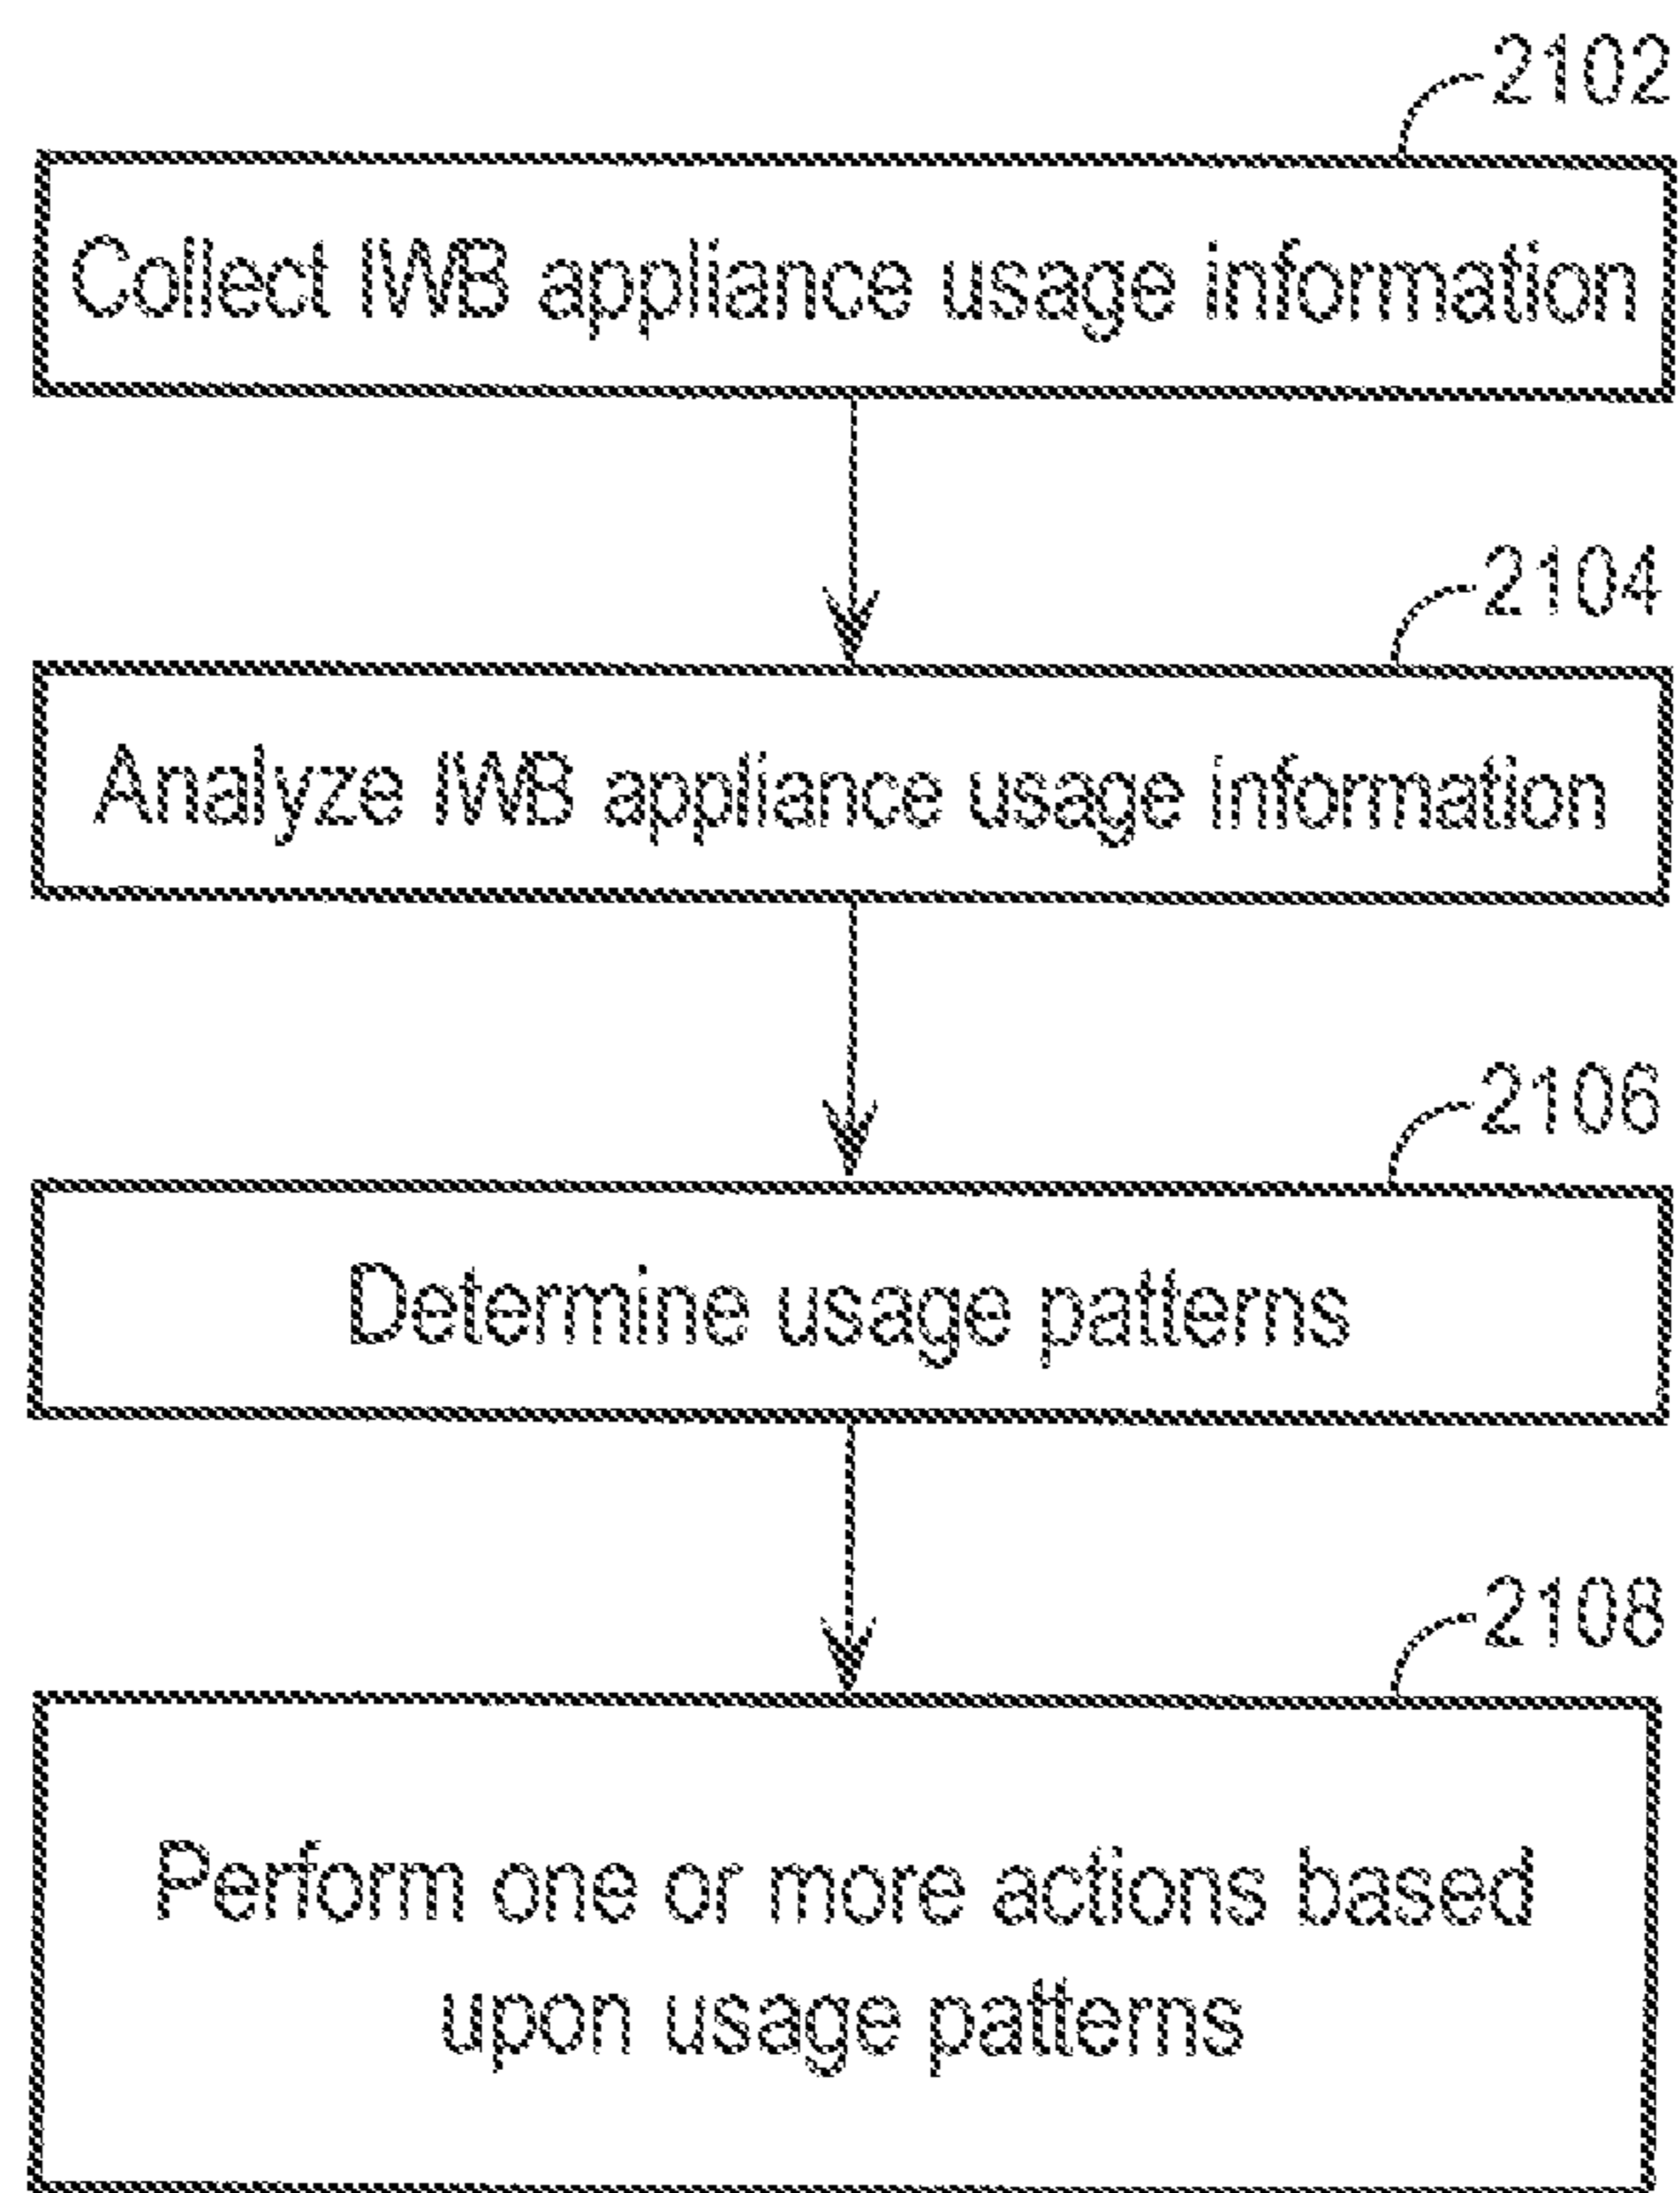 2102
Collect IWB appliance usage information
2104
Analyze IWB appliance usage information
2106
Determine usage patterns
2108
Perform one or more actions based
upon usage patterns